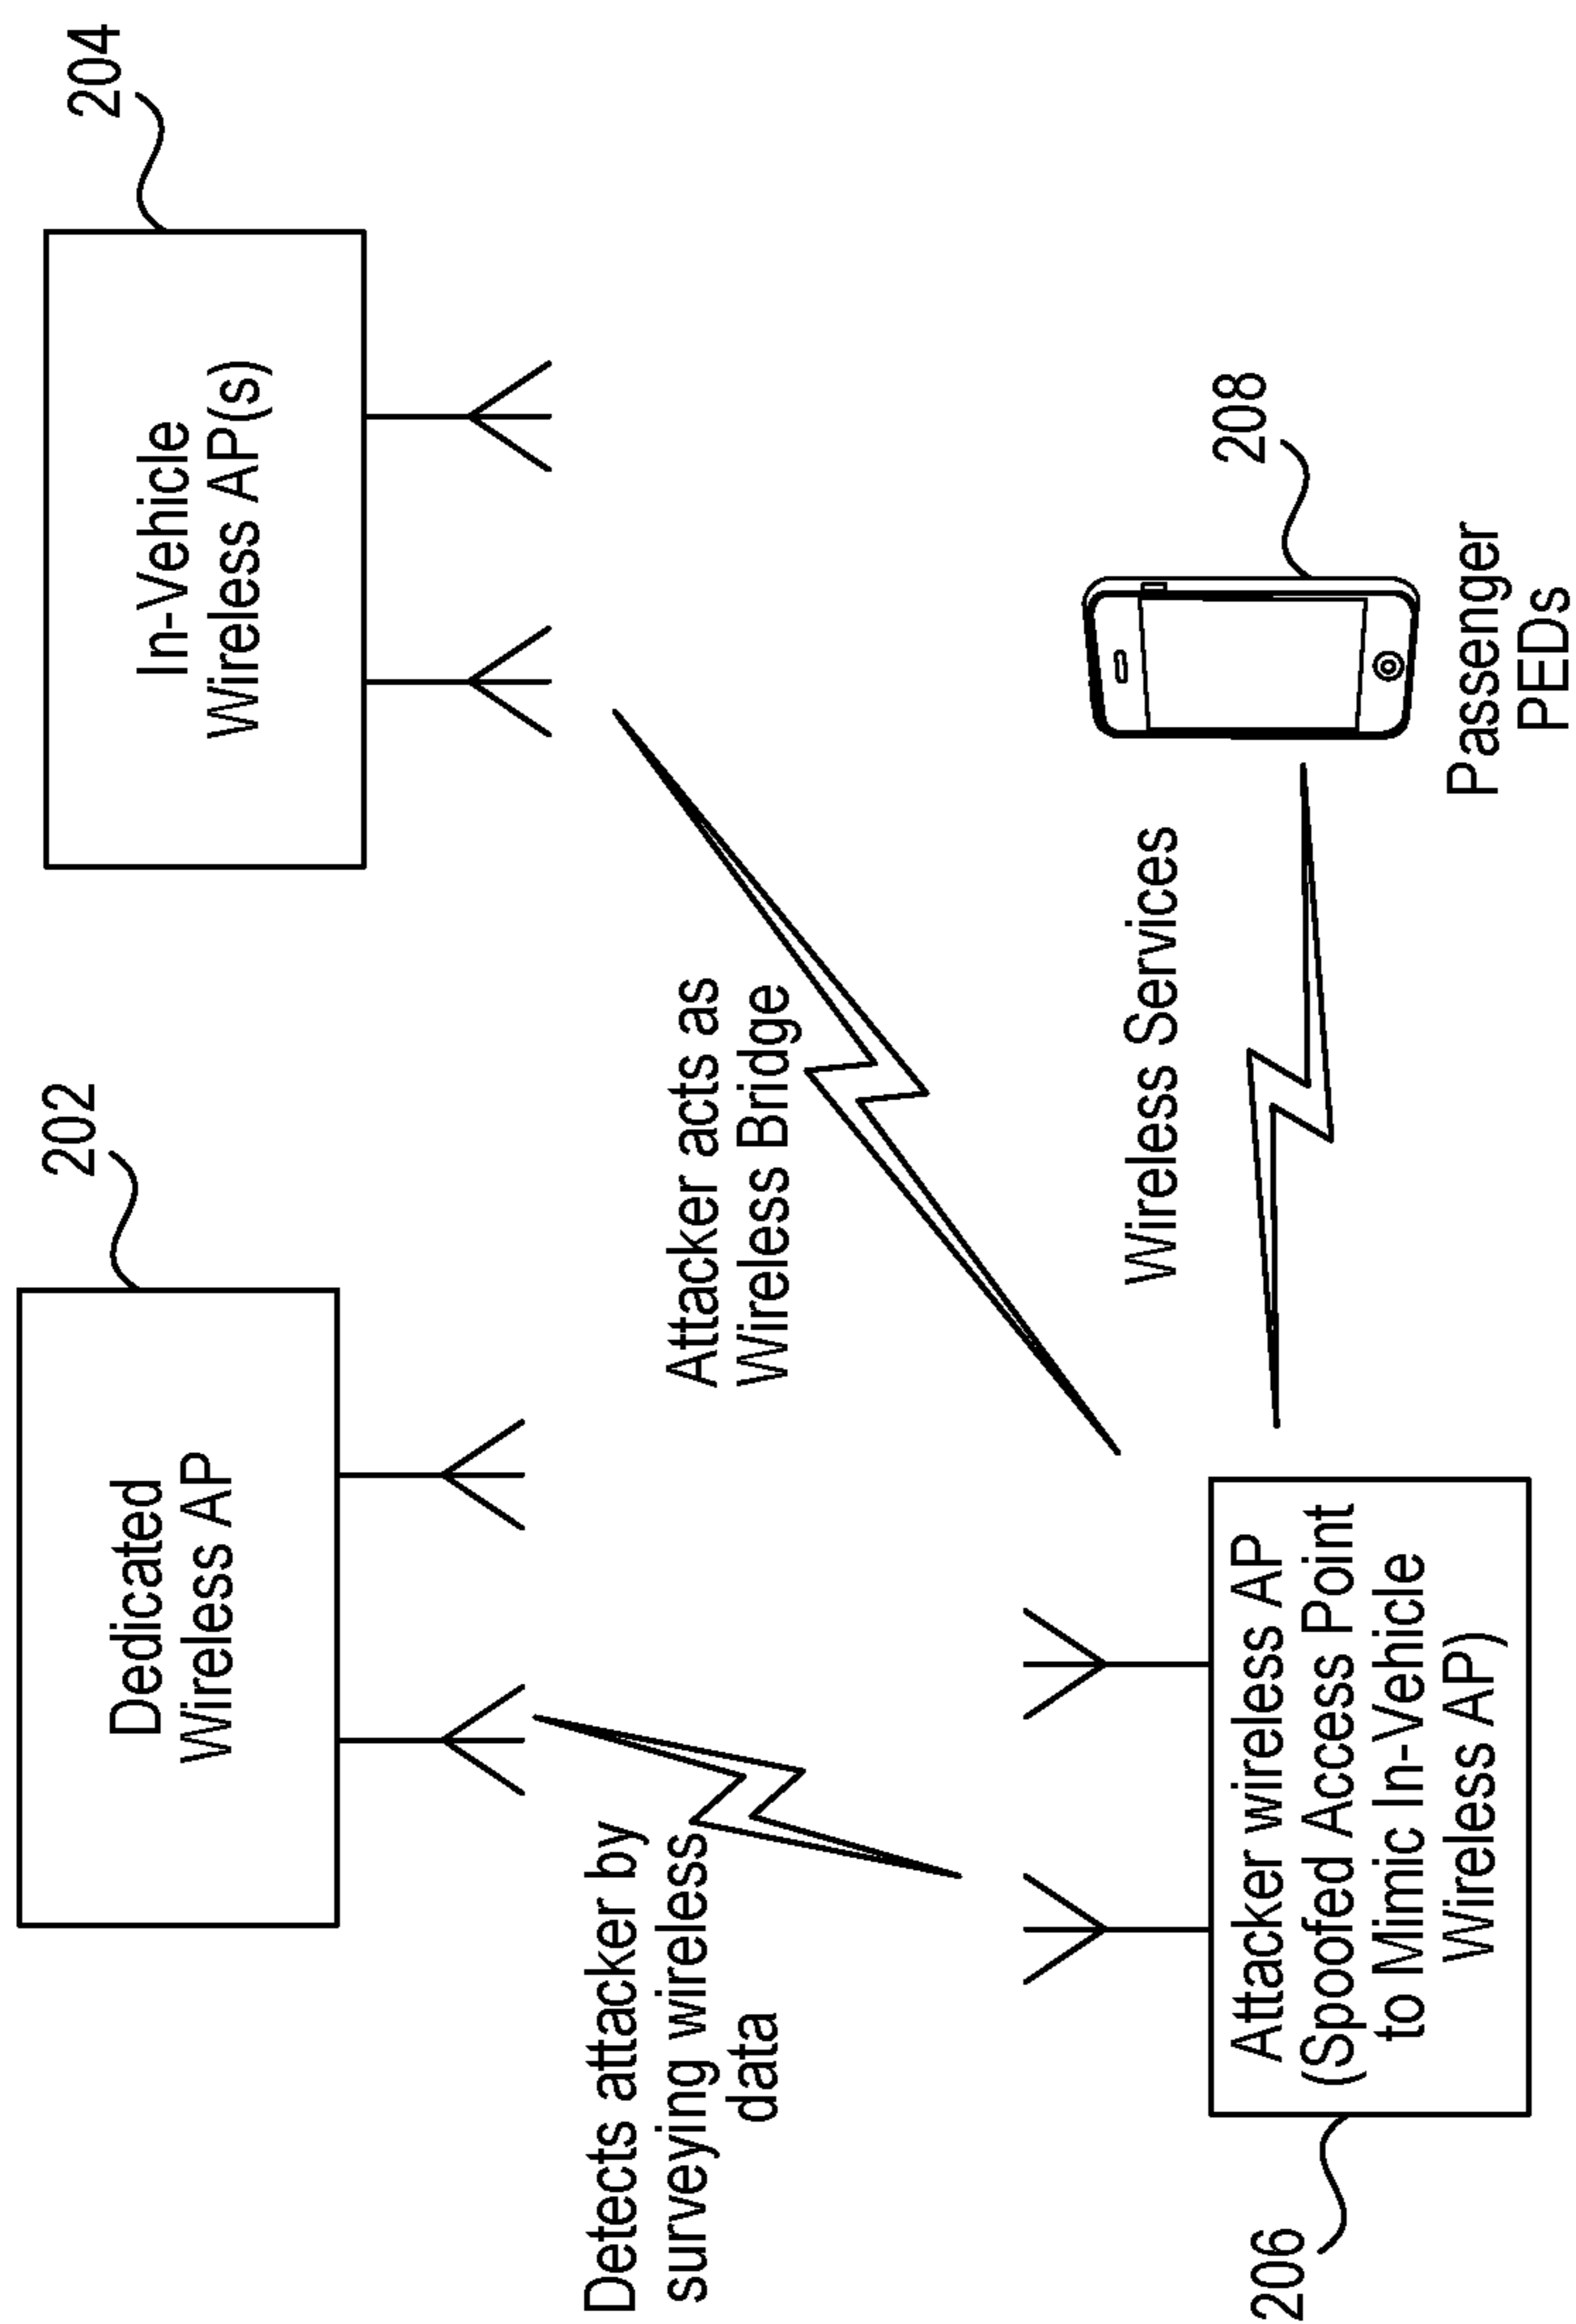 202
Dedicated
Wireless AP
204
In-Vehicle
Wireless AP(s)
Detects attacker by
surveying wireless
data
Attacker acts as
Wireless Bridge
Wireless Services
206
Attacker wireless AP
(Spoofed Access Point
to Mimic In-Vehicle
Wireless AP)
208
Passenger
PEDs